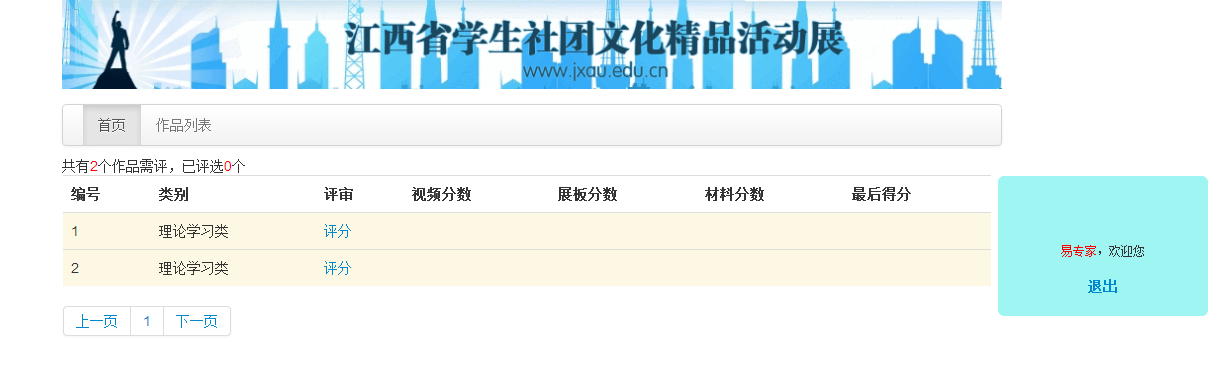 江西省学生社团文化精品活动展
www.jxau.edu.cn
首页 作品列表
共有2个作品需评，已评选0个
编号 类别 评审 视频分数 展板分数 材料分数 最后得分
1 理论学习类 评分
2 理论学习类 评分
易专家，欢迎您
退出
上一页 1 下一页